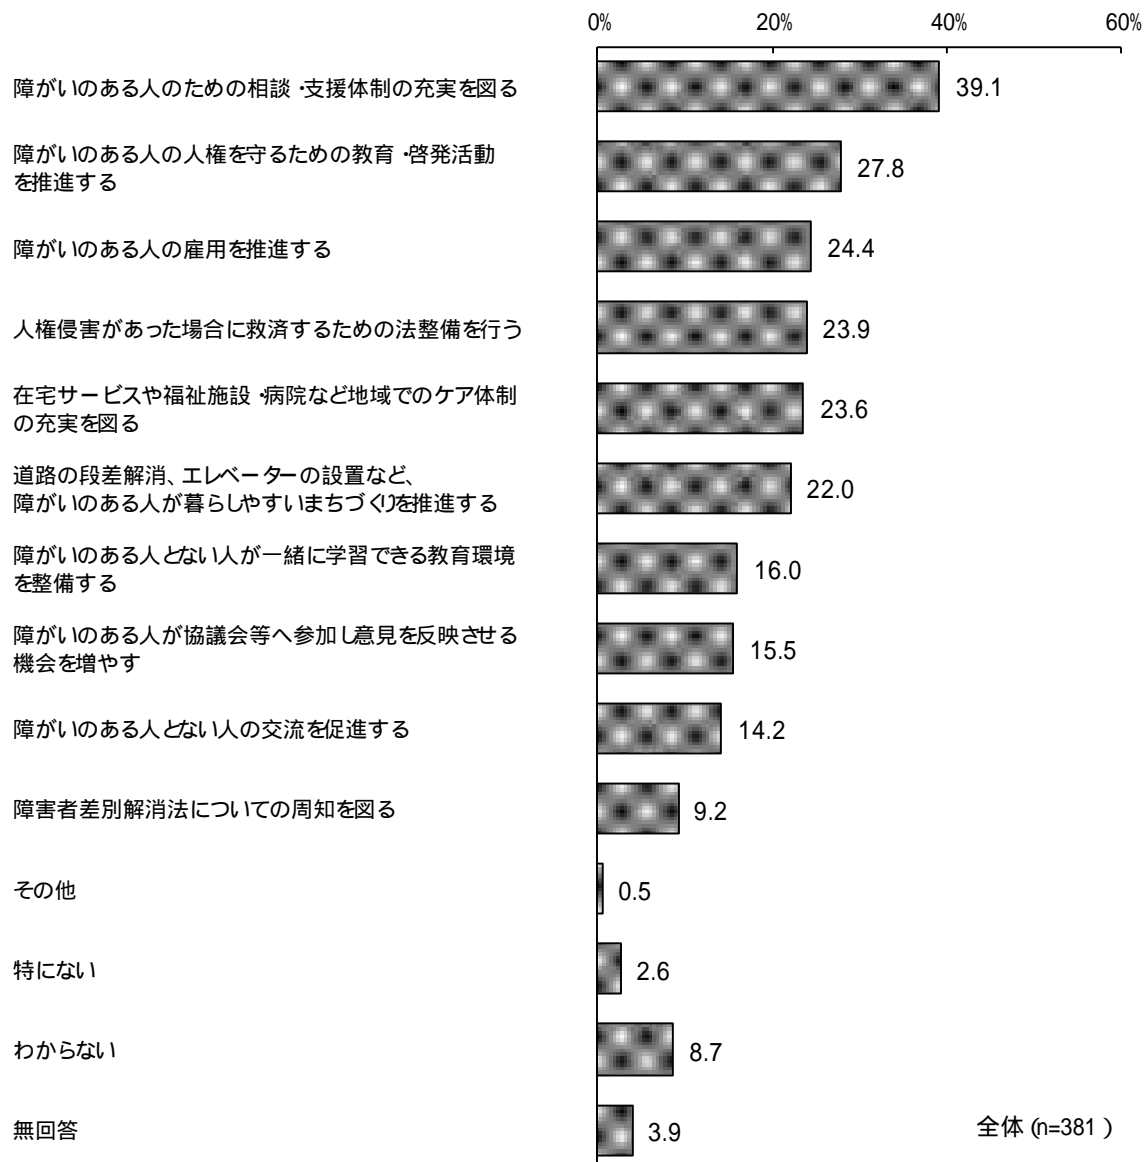 0% 20% 40% 60%
障がいのある人のための相談・支援体制の充実を図る 39.1
障がいのある人の人権を守るための教育・啓発活動
を推進する 27.8
障がいのある人の雇用を推進する 24.4
人権侵害があった場合に救済するための法整備を行う 23.9
在宅サービスや福祉施設・病院など地域でのケア体制
の充実を図る 23.6
道路の段差解消、エレベーターの設置など、
障がいのある人が暮らしやすいまちづくりを推進する 22.0
障がいのある人とない人が一緒に学習できる教育環境
を整備する 16.0
障がいのある人が協議会等へ参加し意見を反映させる
機会を増やす 15.5
障がいのある人とない人の交流を促進する 14.2
障害者差別解消法についての周知を図る 9.2
その他 0.5
特にない 2.6
わからない 8.7
無回答 3.9
全体(n=381)